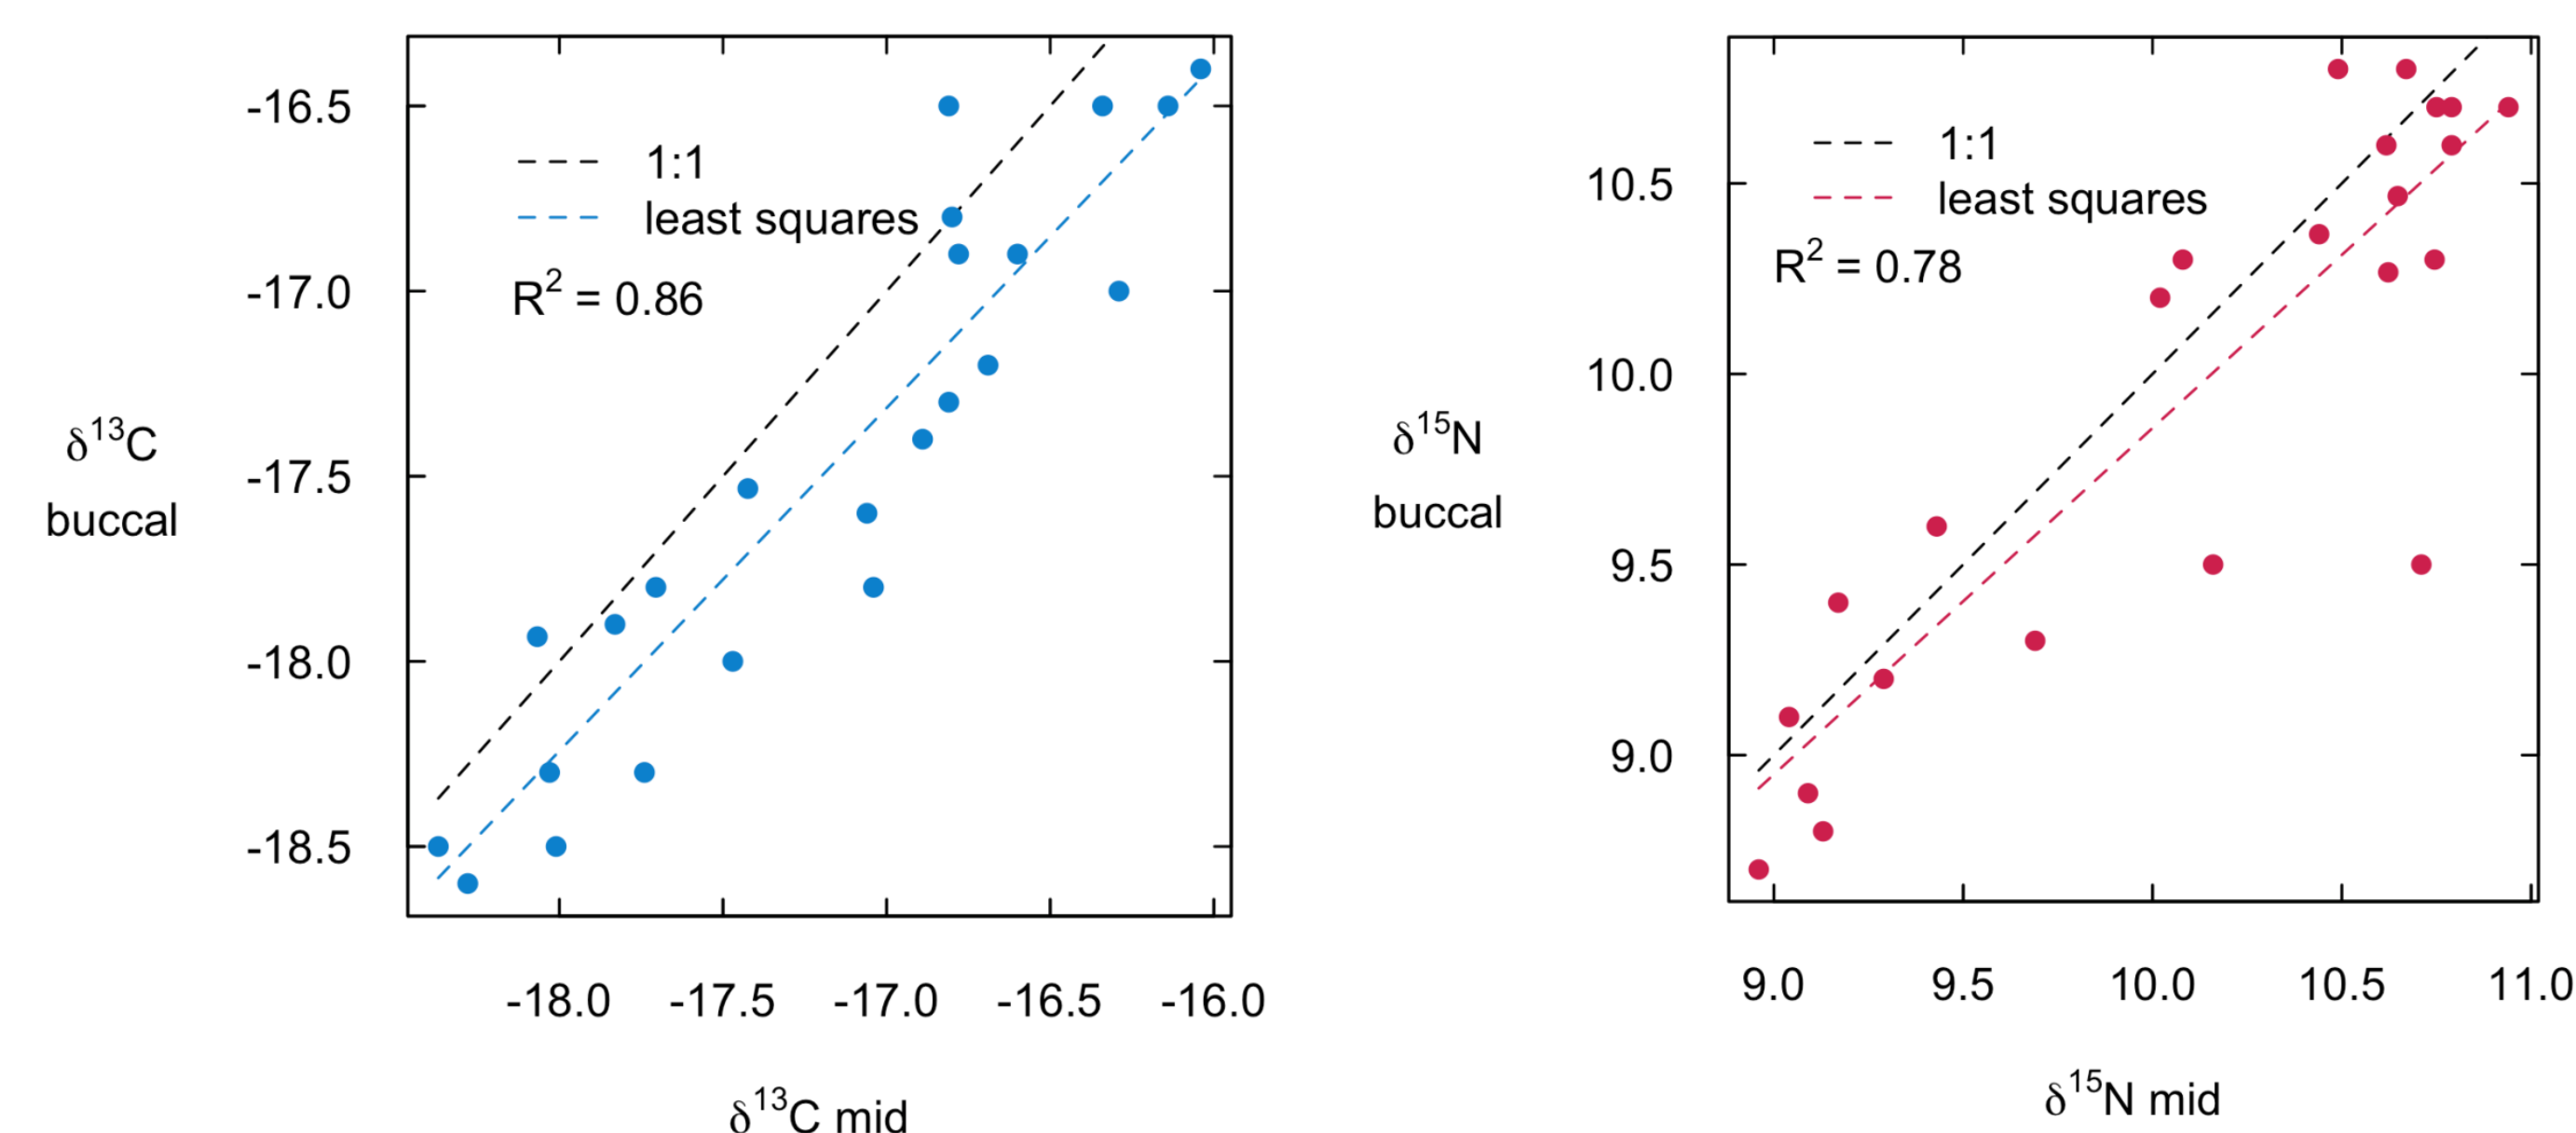 -16.5
-17.0
-17.5
-18.0
-18.5
δ¹³C
buccal
1:1
least squares
R² = 0.86
-18.0 -17.5 -17.0 -16.5 -16.0
δ¹³C mid
10.5
10.0
9.5
9.0
δ¹⁵N
buccal
1:1
least squares
R² = 0.78
9.0 9.5 10.0 10.5 11.0
δ¹⁵N mid